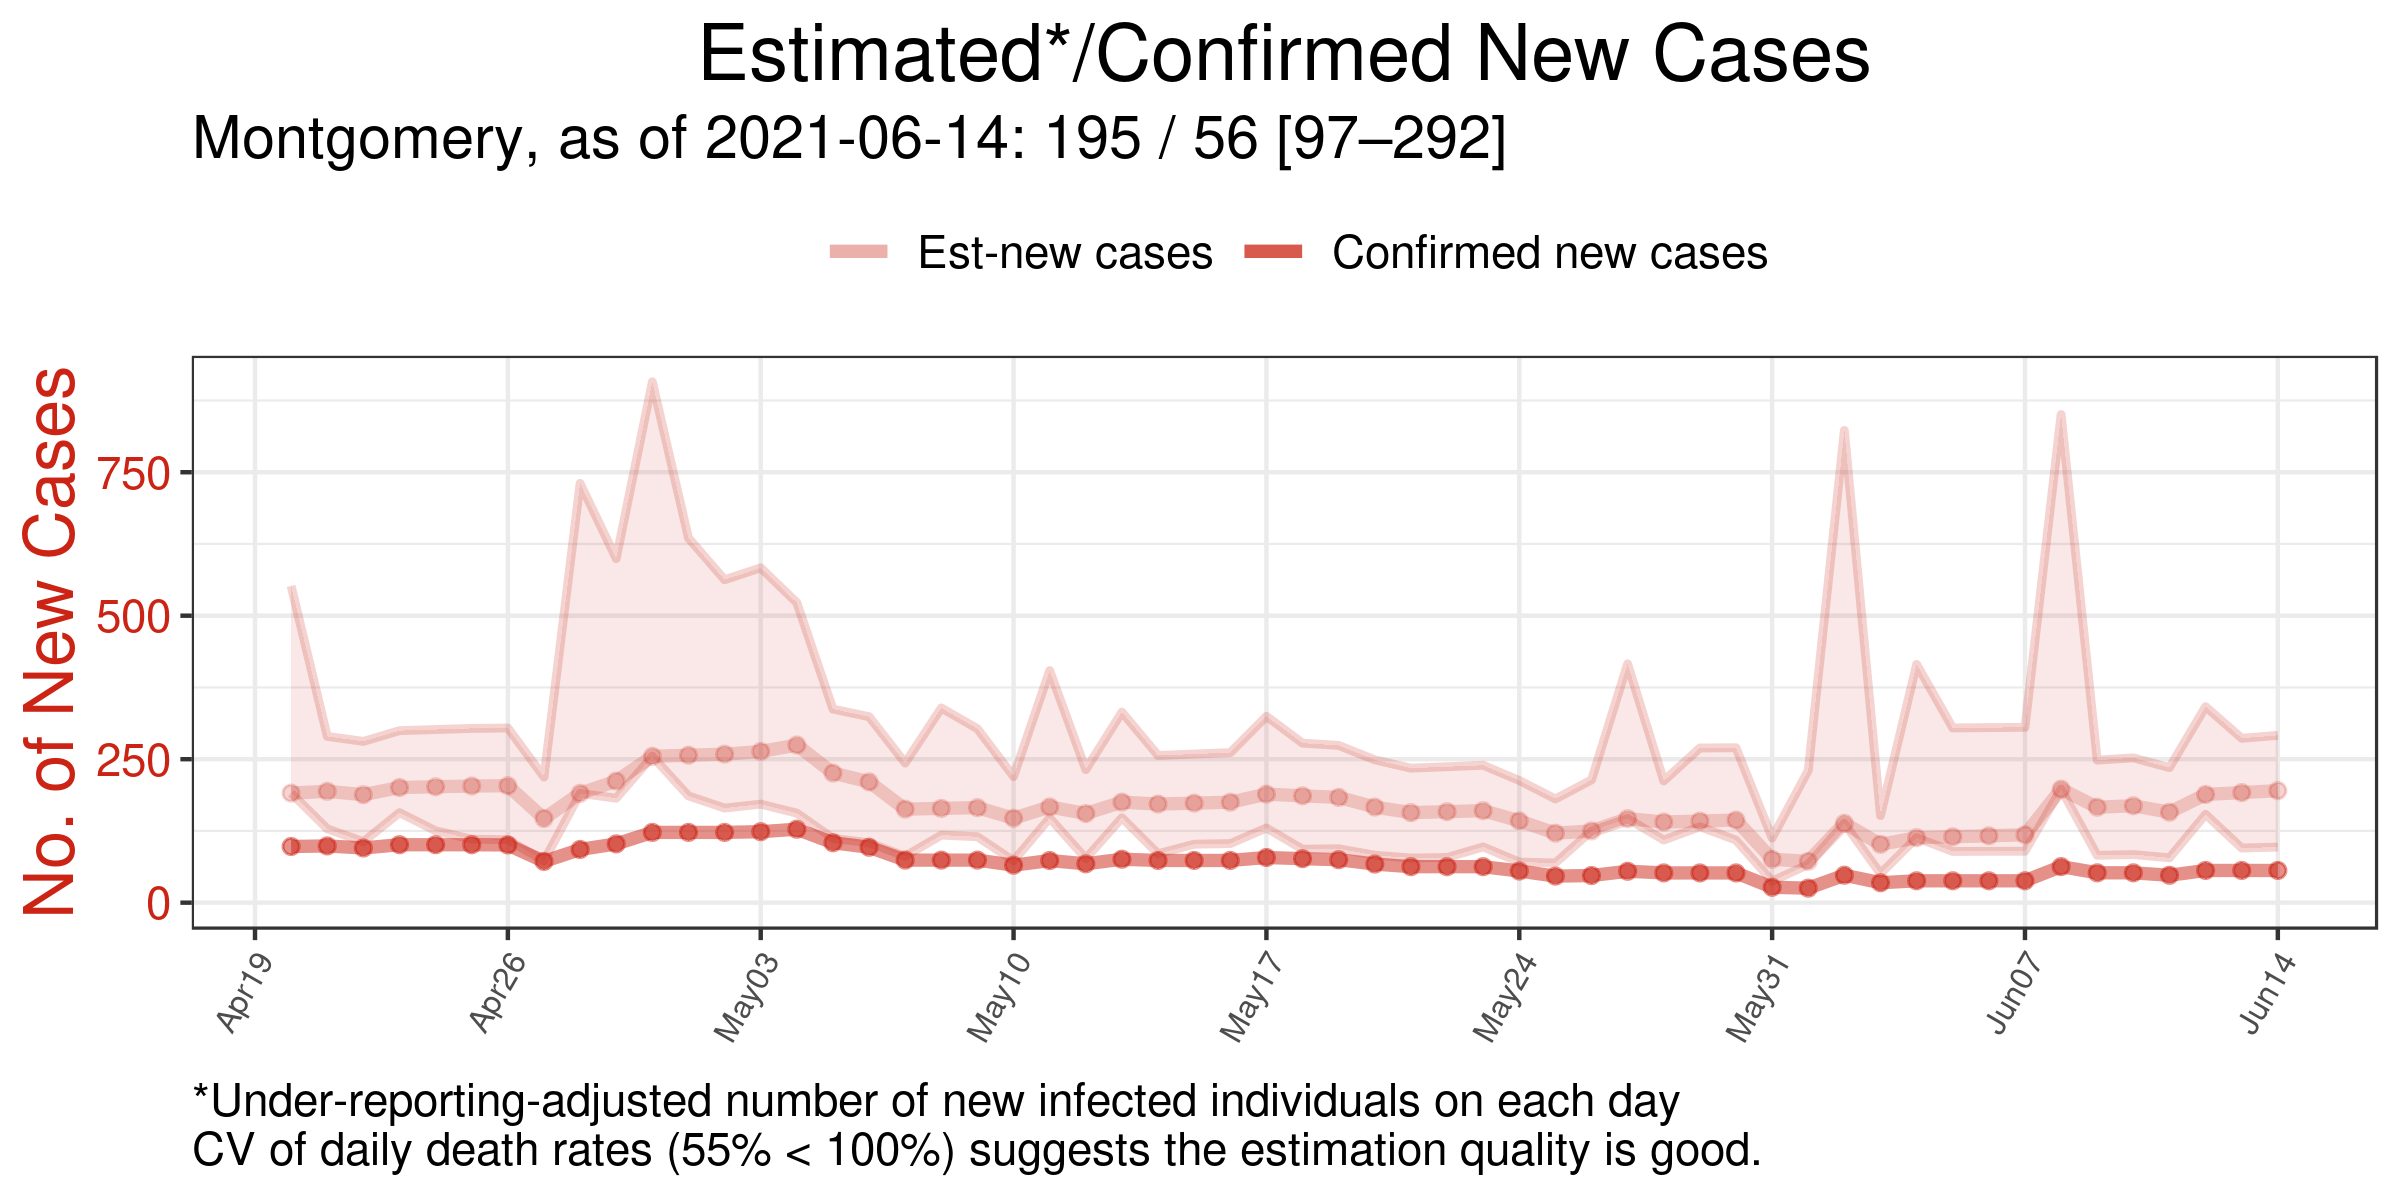 Estimated*/Confirmed New Cases
Montgomery, as of 2021-06-14: 195 / 56 [97–292]
Est-new cases
Confirmed new cases
No. of New Cases
750
500
250
0
Apr19
Apr26
May03
May10
May17
May24
May31
Jun07
Jun14
*Under-reporting-adjusted number of new infected individuals on each day
CV of daily death rates (55% < 100%) suggests the estimation quality is good.